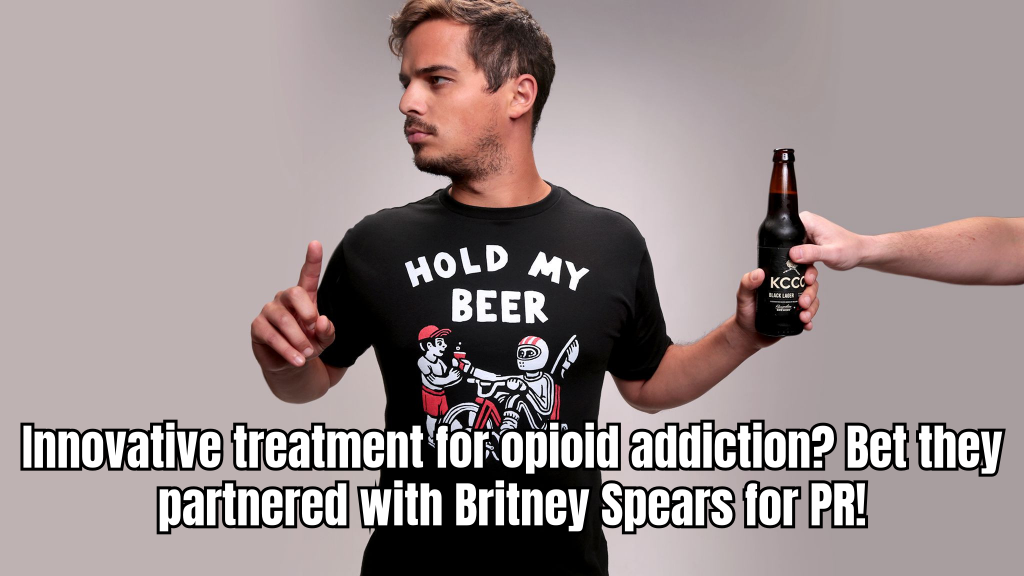 HOLD MY
BEER
KCCO
BLACK LAGER
Innovative treatment for opioid addiction? Bet they
partnered with Britney Spears for PR!